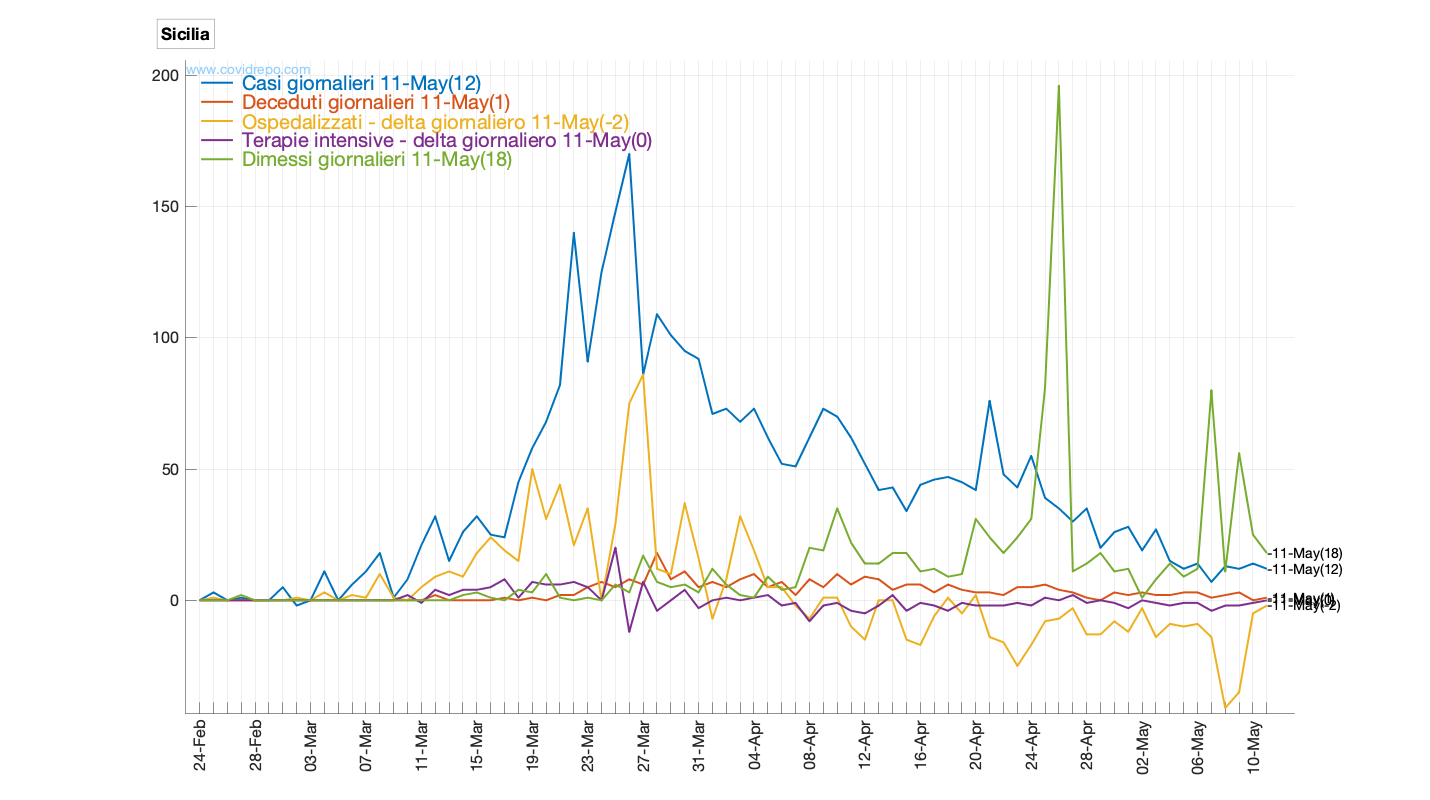 Sicilia
www.covidrepo.com
200
Casi giornalieri 11-May(12)
Deceduti giornalieri 11-May(1)
Ospedalizzati - delta giornaliero 11-May(-2)
Terapie intensive - delta giornaliero 11-May(0)
Dimessi giornalieri 11-May(18)
150
100
50
0
-11-May(18)
-11-May(12)
-11-May(-2)
24-Feb
28-Feb
03-Mar
07-Mar
11-Mar
15-Mar
19-Mar
23-Mar
27-Mar
31-Mar
04-Apr
08-Apr
12-Apr
16-Apr
20-Apr
24-Apr
28-Apr
02-May
06-May
10-May